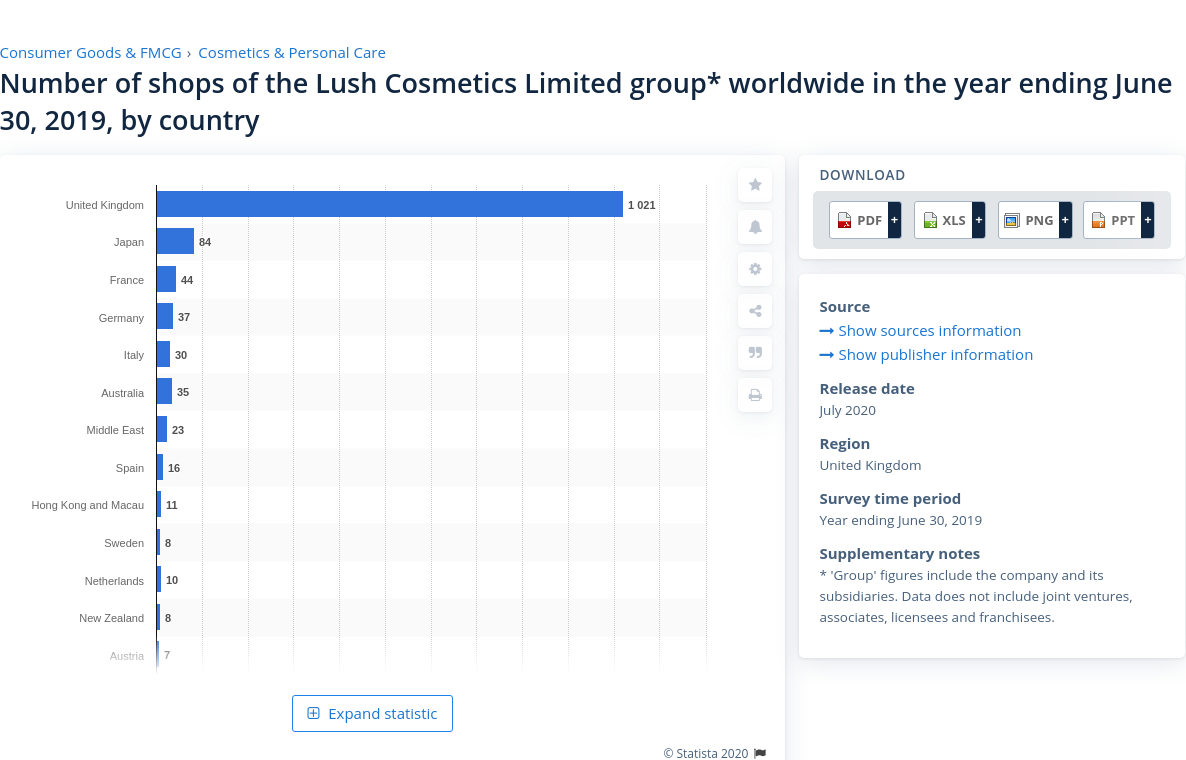 Consumer Goods & FMCG › Cosmetics & Personal Care
Number of shops of the Lush Cosmetics Limited group* worldwide in the year ending June
30, 2019, by country
United Kingdom 1 021
Japan 84
France 44
Germany 37
Italy 30
Australia 35
Middle East 23
Spain 16
Hong Kong and Macau 11
Sweden 8
Netherlands 10
New Zealand 8
Austria 7
Expand statistic
© Statista 2020
DOWNLOAD
PDF + XLS + PNG + PPT +
Source
Show sources information
Show publisher information
Release date
July 2020
Region
United Kingdom
Survey time period
Year ending June 30, 2019
Supplementary notes
* 'Group' figures include the company and its
subsidiaries. Data does not include joint ventures,
associates, licensees and franchisees.